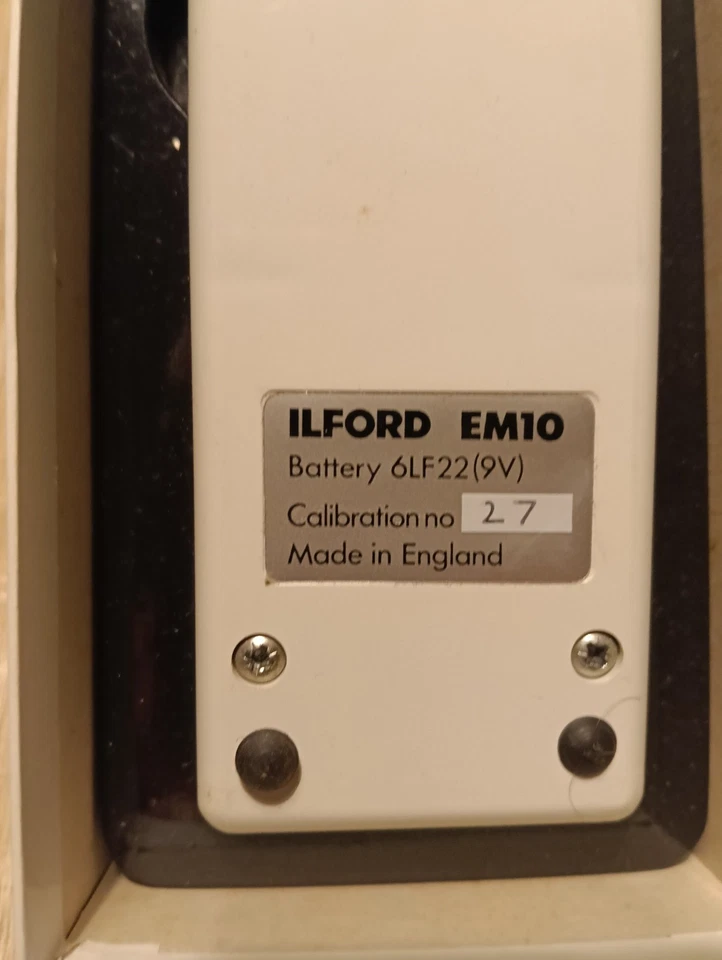 ILFORD EM10
Battery 6LF22(9V)
Calibration no 27
Made in England